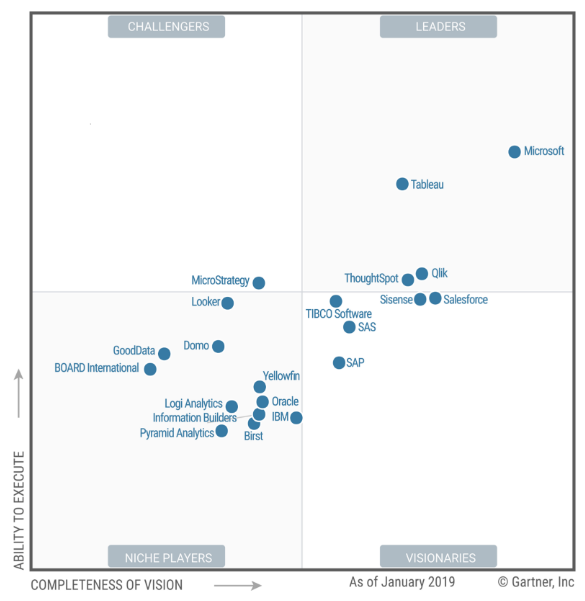 CHALLENGERS
LEADERS
Microsoft
Tableau
Qlik
ThoughtSpot
MicroStrategy
Sisense
Salesforce
Looker
TIBCO Software
SAS
Domo
GoodData
SAP
BOARD International
Yellowfin
Oracle
Logi Analytics
Information Builders
IBM
Pyramid Analytics
Birst
ABILITY TO EXECUTE
NICHE PLAYERS
VISIONARIES
COMPLETENESS OF VISION
As of January 2019
© Gartner, Inc